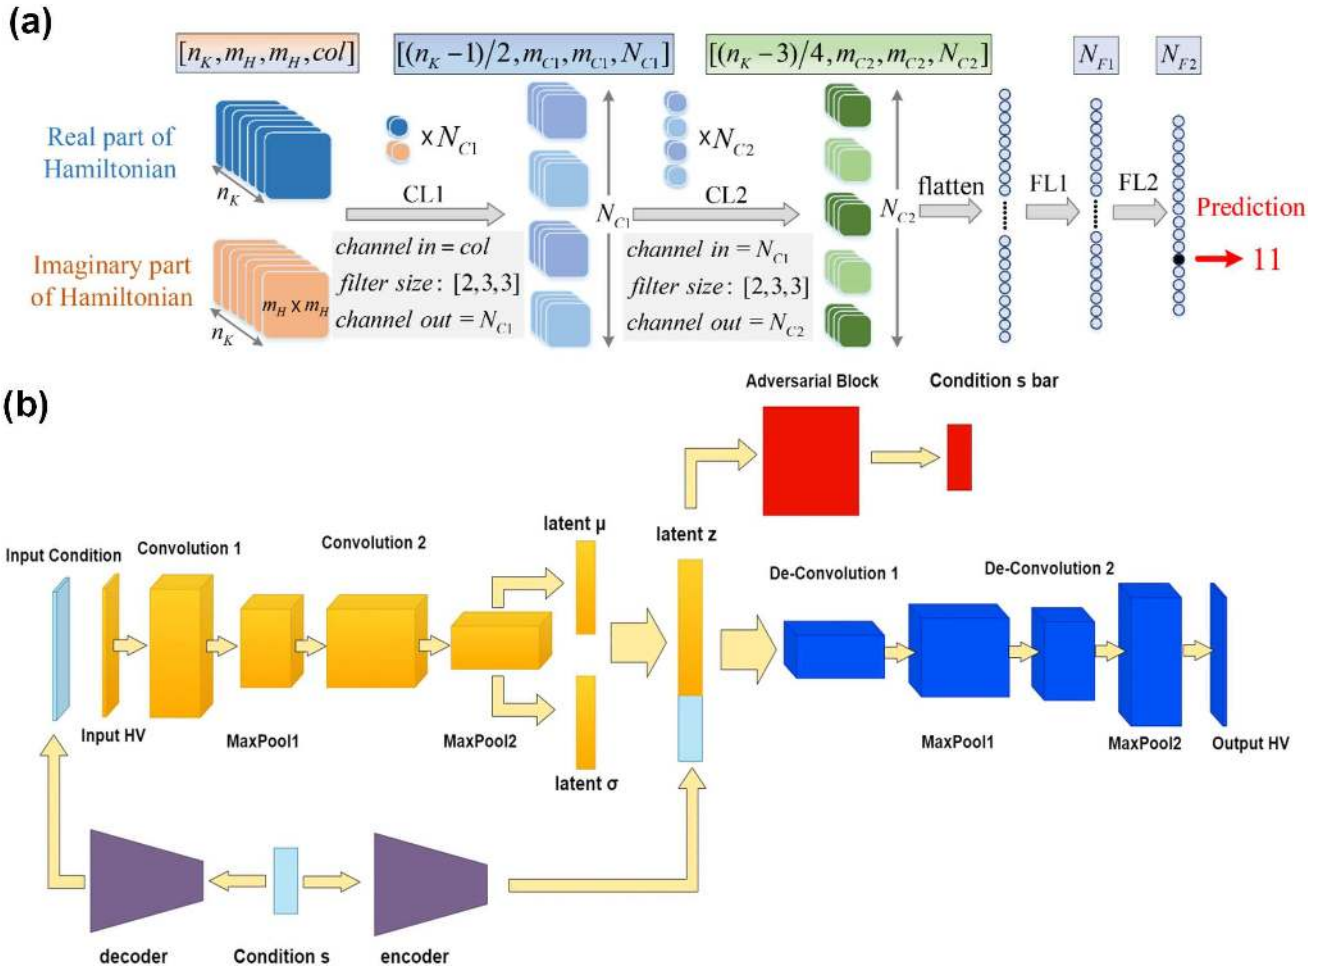 (a)
[n_K, m_H, m_H, col]
[(n_K −1)/2, m_C1, m_C1, N_C1]
[(n_K −3)/4, m_C2, m_C2, N_C2]
N_F1
N_F2
Real part of
Hamiltonian
n_K
×N_C1
CL1
N_C1
×N_C2
CL2
N_C2
flatten
FL1
FL2
Prediction
11
Imaginary part
of Hamiltonian
m_H × m_H
n_K
channel in = col
filter size: [2,3,3]
channel out = N_C1
channel in = N_C1
filter size: [2,3,3]
channel out = N_C2
(b)
Adversarial Block
Condition s bar
Input Condition
Convolution 1
Convolution 2
latent μ
latent z
De-Convolution 1
De-Convolution 2
Input HV
MaxPool1
MaxPool2
latent σ
MaxPool1
MaxPool2
Output HV
decoder
Condition s
encoder